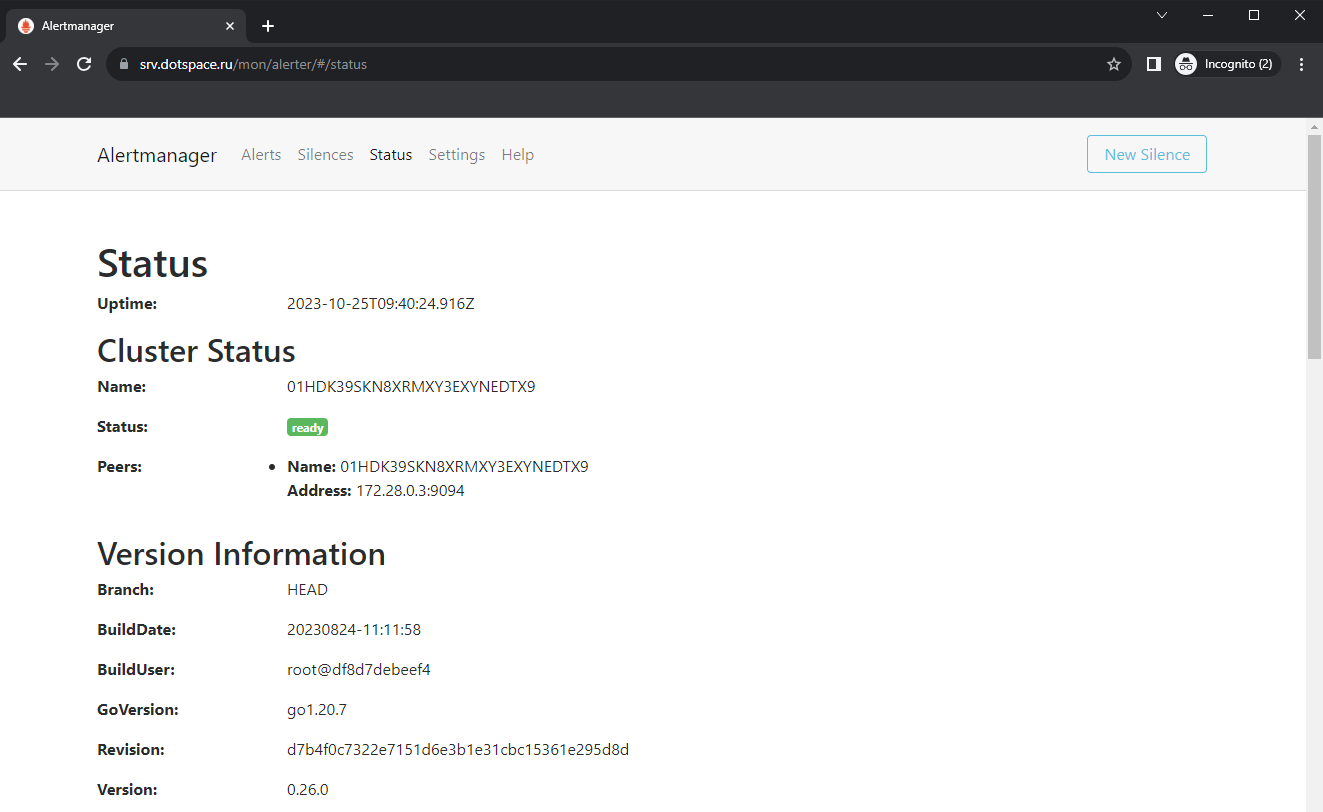 Alertmanager
srv.dotspace.ru/mon/alerter/#/status
Incognito (2)
Alertmanager Alerts Silences Status Settings Help New Silence
Status
Uptime: 2023-10-25T09:40:24.916Z
Cluster Status
Name: 01HDK39SKN8XRMXY3EXYNEDTX9
Status: ready
Peers: • Name: 01HDK39SKN8XRMXY3EXYNEDTX9
Address: 172.28.0.3:9094
Version Information
Branch: HEAD
BuildDate: 20230824-11:11:58
BuildUser: root@df8d7debeef4
GoVersion: go1.20.7
Revision: d7b4f0c7322e7151d6e3b1e31cbc15361e295d8d
Version: 0.26.0